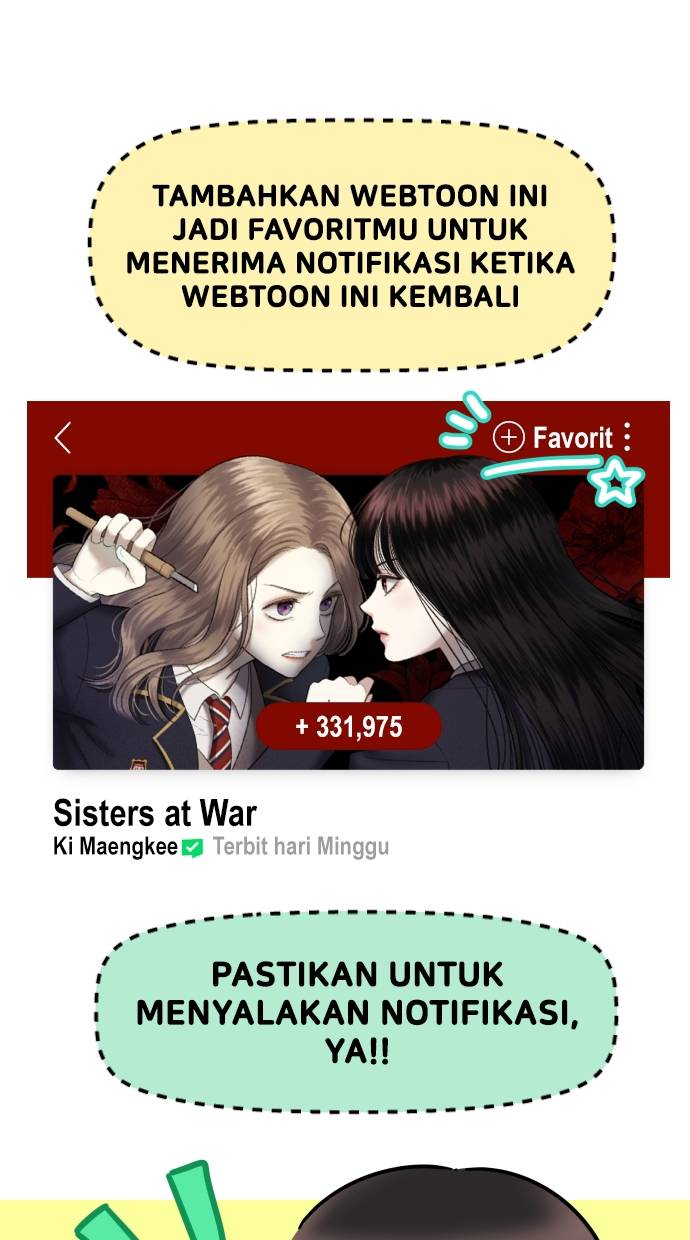 TAMBAHKAN WEBTOON INI
JADI FAVORITMU UNTUK
MENERIMA NOTIFIKASI KETIKA
WEBTOON INI KEMBALI
Favorit
+ 331,975
Sisters at War
Ki Maengkee Terbit hari Minggu
PASTIKAN UNTUK
MENYALAKAN NOTIFIKASI,
YA!!